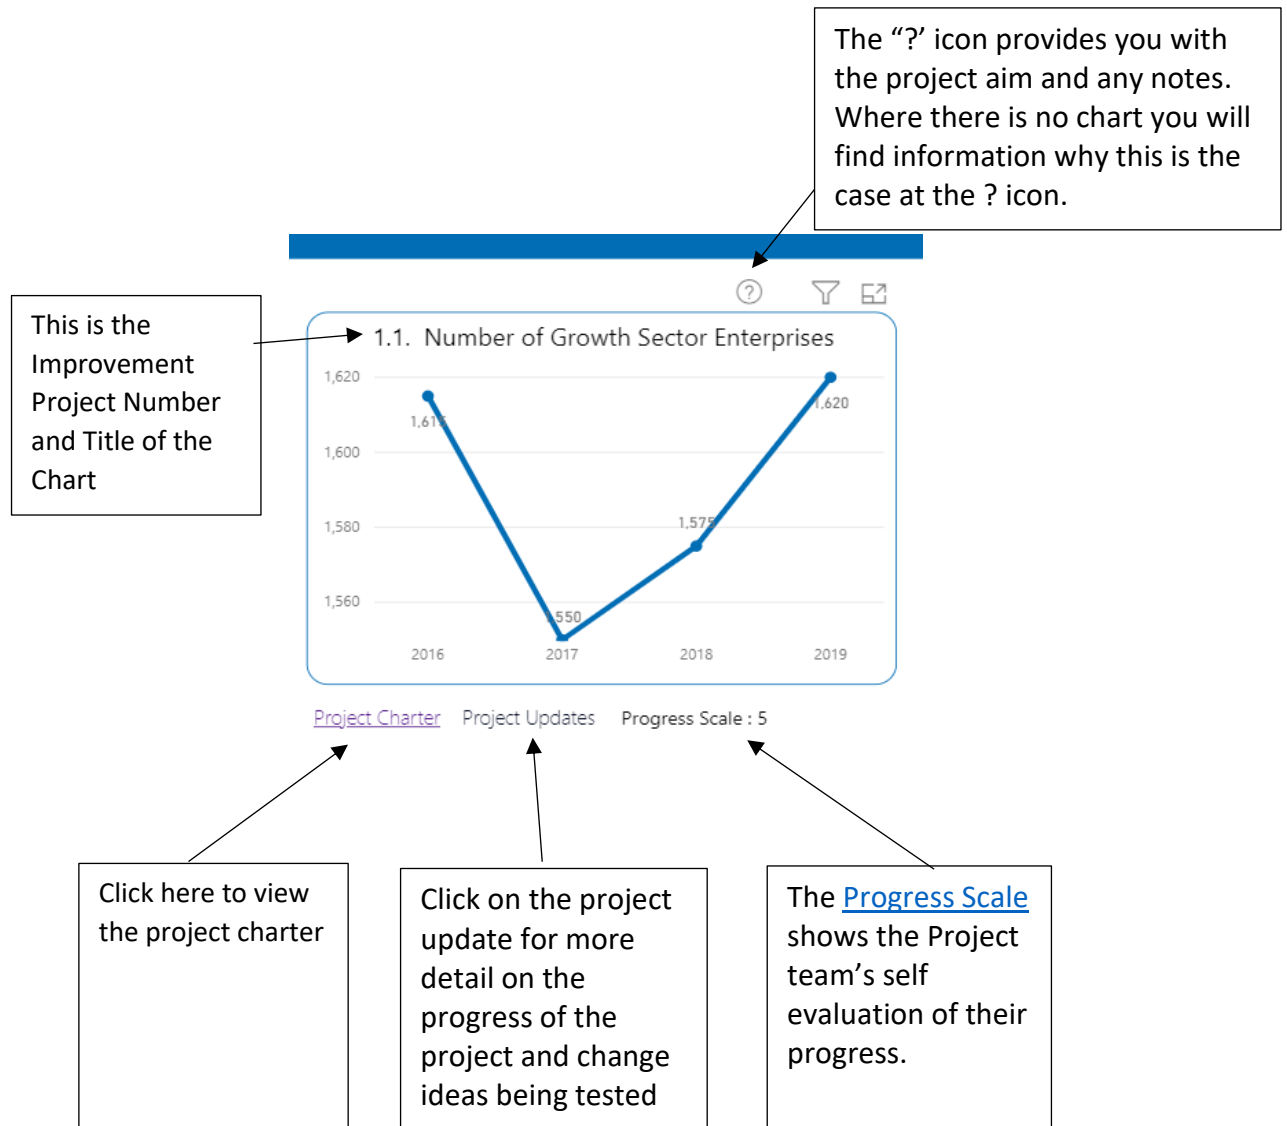 The “?’ icon provides you with
the project aim and any notes.
Where there is no chart you will
find information why this is the
case at the ? icon.
This is the
Improvement
Project Number
and Title of the
Chart
?
1.1. Number of Growth Sector Enterprises
1,620
1,600
1,580
1,560
1,615
1,550
1,575
1,620
2016 2017 2018 2019
Project Charter Project Updates Progress Scale : 5
Click here to view
the project charter
Click on the project
update for more
detail on the
progress of the
project and change
ideas being tested
The Progress Scale
shows the Project
team’s self
evaluation of their
progress.